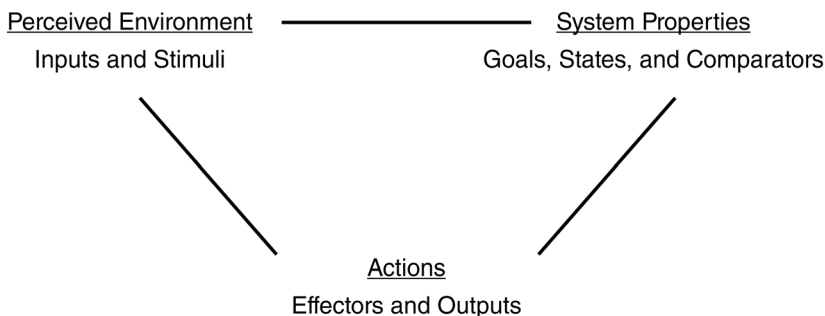 Perceived Environment
System Properties
Inputs and Stimuli
Goals, States, and Comparators
Actions
Effectors and Outputs